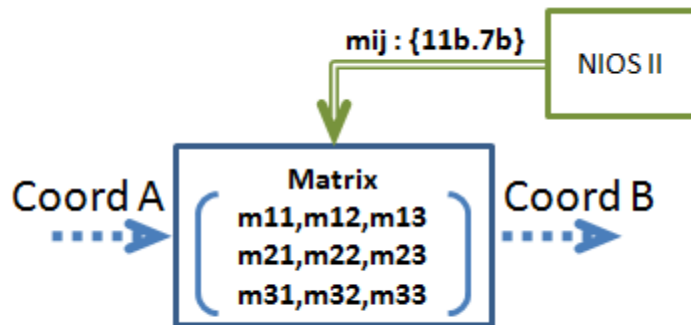 mij : {11b.7b}
NIOS II
Coord A
Matrix
Coord B
m11,m12,m13
m21,m22,m23
m31,m32,m33